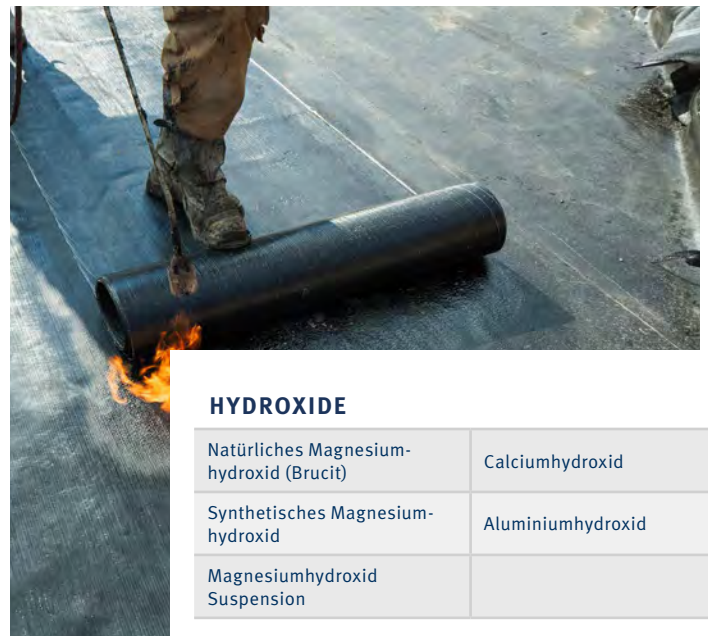 HYDROXIDE
Natürliches Magnesium-
hydroxid (Brucit)
Calciumhydroxid
Synthetisches Magnesium-
hydroxid
Aluminiumhydroxid
Magnesiumhydroxid
Suspension